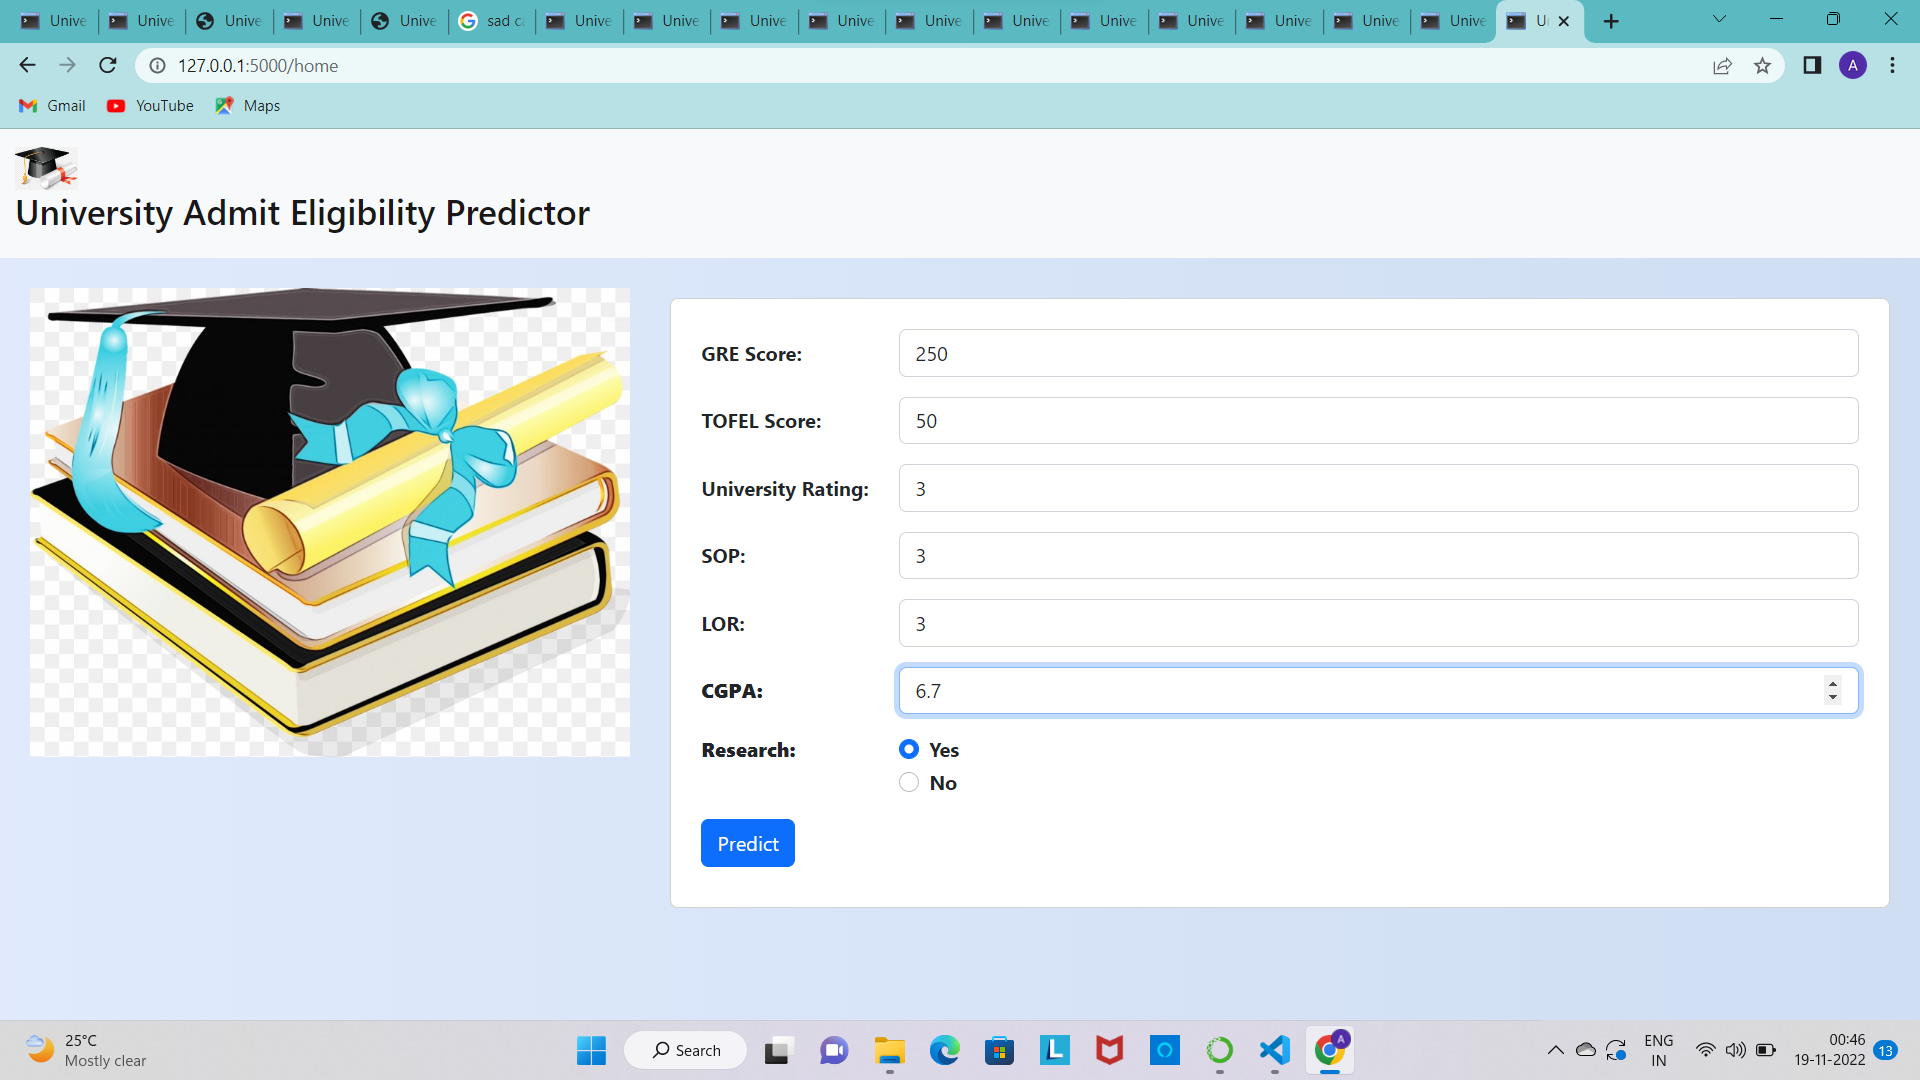 Unive Unive Unive Unive Unive sad ca Unive Unive Unive Unive Unive Unive Unive Unive Unive Unive Unive U
127.0.0.1:5000/home
A
Gmail YouTube Maps
University Admit Eligibility Predictor
GRE Score: 250
TOFEL Score: 50
University Rating: 3
SOP: 3
LOR: 3
CGPA: 6.7
Research: Yes
No
Predict
25°C
Mostly clear
Search
L
A
ENG
IN
00:46
19-11-2022
13